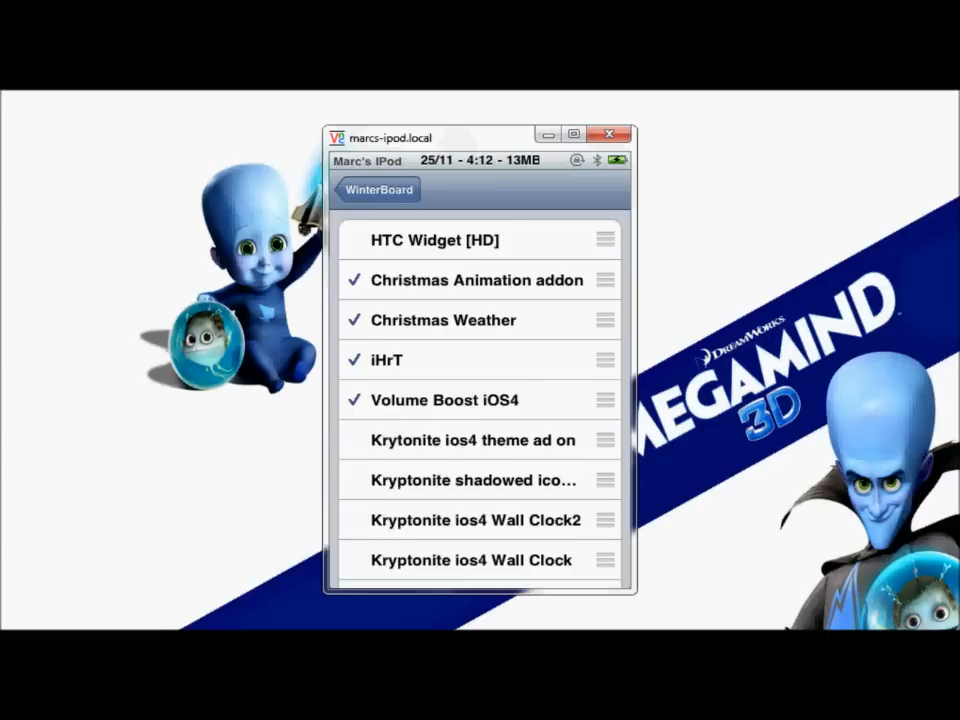 marcs-ipod.local
Marc's IPod 25/11 - 4:12 - 13MB
WinterBoard
HTC Widget [HD]
Christmas Animation addon
Christmas Weather
iHrT
Volume Boost iOS4
Krytonite ios4 theme ad on
Kryptonite shadowed ico...
Kryptonite ios4 Wall Clock2
Kryptonite ios4 Wall Clock
DREAMWORKS
MEGAMIND
3D